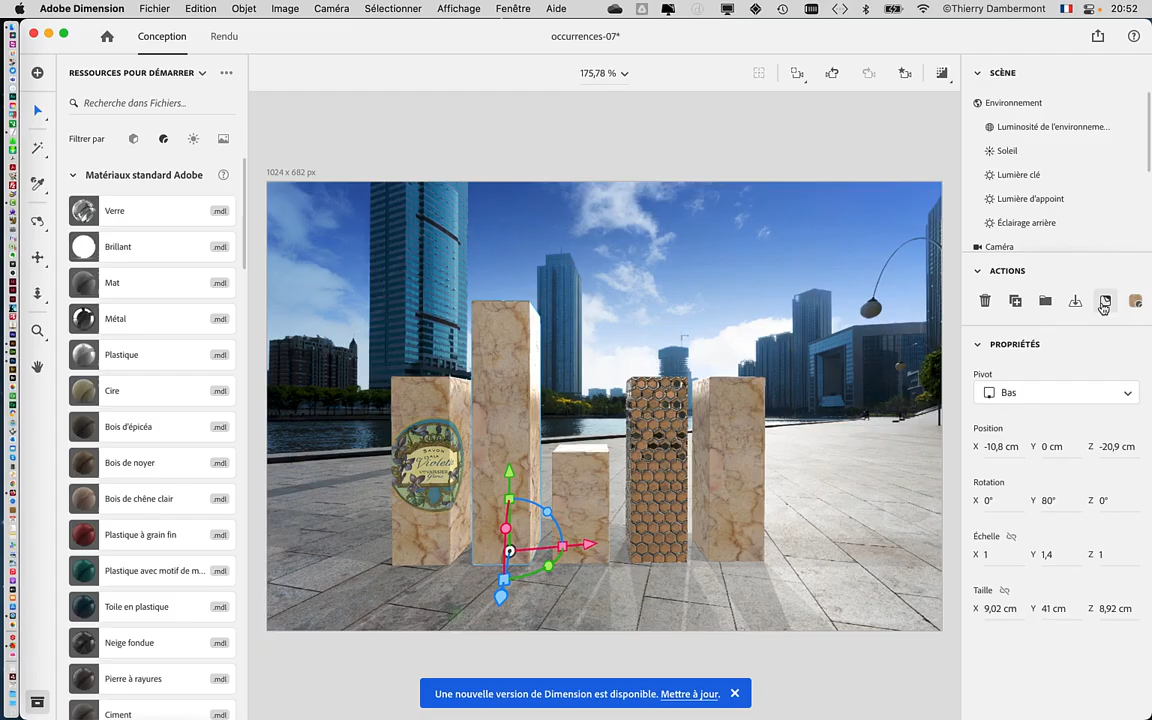 Adobe Dimension Fichier Edition Objet Image Caméra Sélectionner Affichage Fenêtre Aide ©Thierry Dambermont 20:52
Conception Rendu occurrences-07*
RESSOURCES POUR DÉMARRER
175,78 %
Recherche dans Fichiers...
Filtrer par
Matériaux standard Adobe
Verre .mdl
Brillant .mdl
Mat .mdl
Métal .mdl
Plastique .mdl
Cire .mdl
Bois d'épicéa .mdl
Bois de noyer .mdl
Bois de chêne clair .mdl
Plastique à grain fin .mdl
Plastique avec motif de m... .mdl
Toile en plastique .mdl
Neige fondue .mdl
Pierre à rayures .mdl
Ciment .mdl
1024 x 682 px
SAVON
Violette
Une nouvelle version de Dimension est disponible. Mettre à jour.
SCÈNE
Environnement
Luminosité de l'environneme...
Soleil
Lumière clé
Lumière d'appoint
Éclairage arrière
Caméra
ACTIONS
PROPRIÉTÉS
Pivot
Bas
Position
X -10,8 cm Y 0 cm Z -20,9 cm
Rotation
X 0° Y 80° Z 0°
Échelle
X 1 Y 1,4 Z 1
Taille
X 9,02 cm Y 41 cm Z 8,92 cm